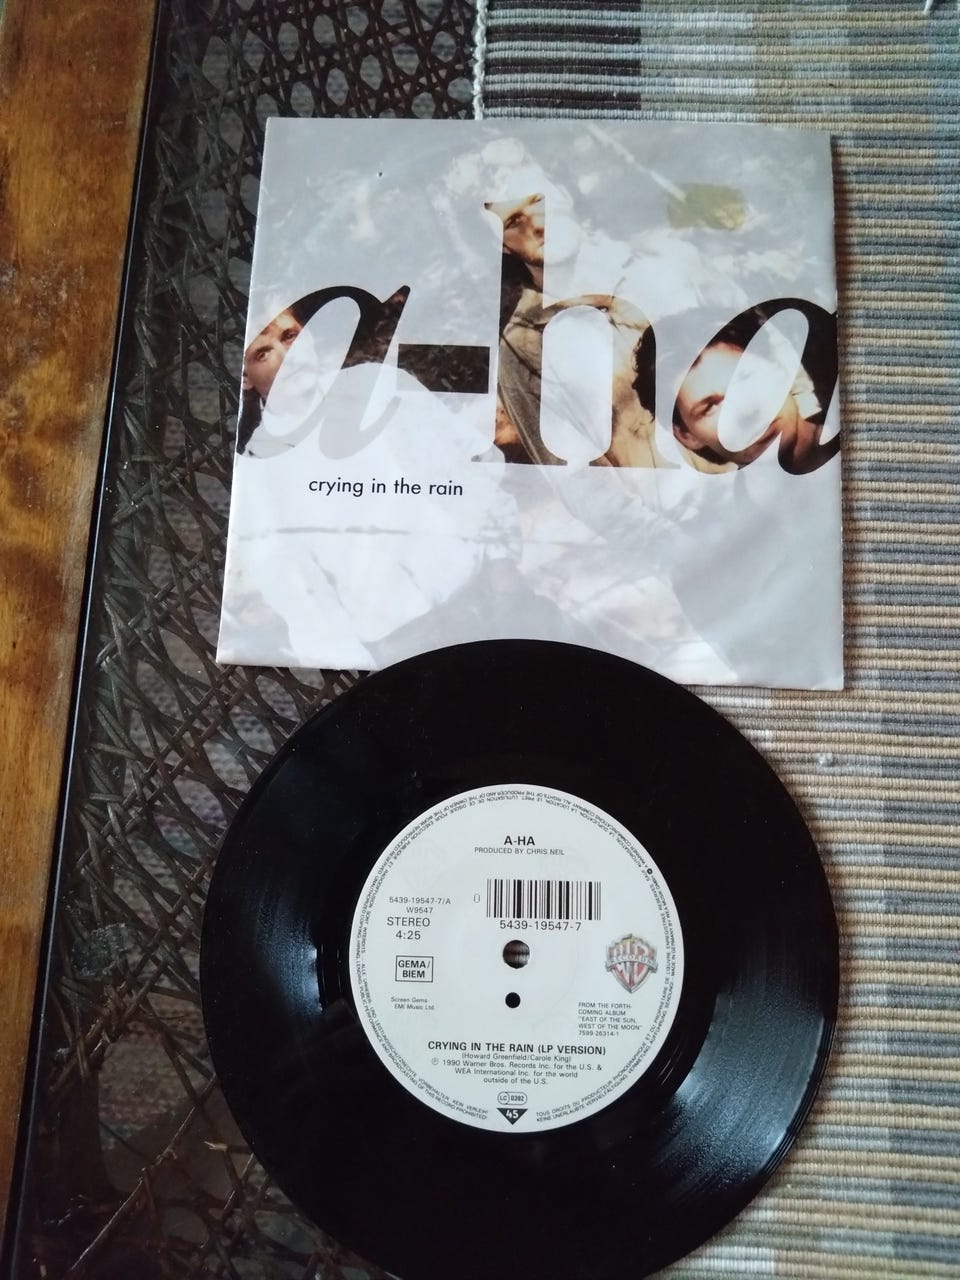 a-ha
crying in the rain
A-HA
PRODUCED BY CHRIS NEIL
5439-19547-7/A
W9547
STEREO
4:25
0
5439-19547-7
GEMA/
BIEM
WB
RECORDS
Screen Gems-
EMI Music Ltd.
FROM THE FORTH-
COMING ALBUM
"EAST OF THE SUN,
WEST OF THE MOON"
7599-26314-1
CRYING IN THE RAIN (LP VERSION)
(Howard Greenfield/Carole King)
℗ 1990 Warner Bros. Records Inc. for the U.S. &
WEA International Inc. for the world
outside of the U.S.
LC 0392
45